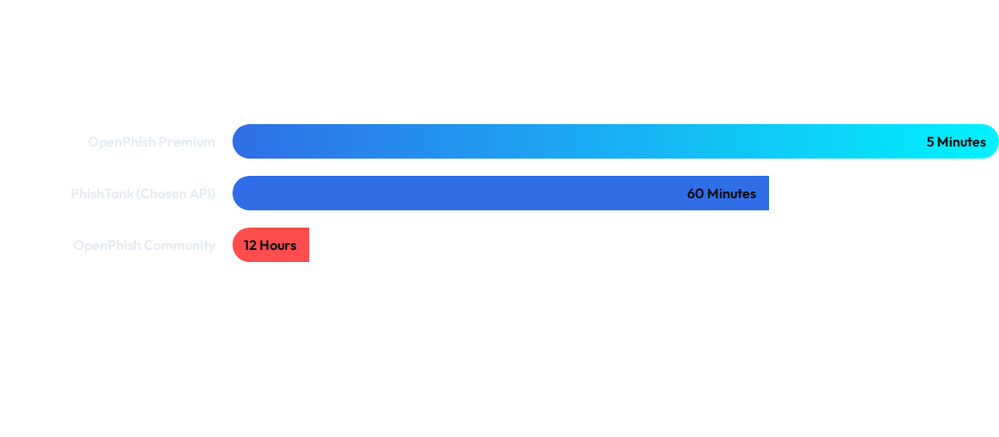 OpenPhish Premium 5 Minutes
PhishTank (Chosen API) 60 Minutes
OpenPhish Community 12 Hours